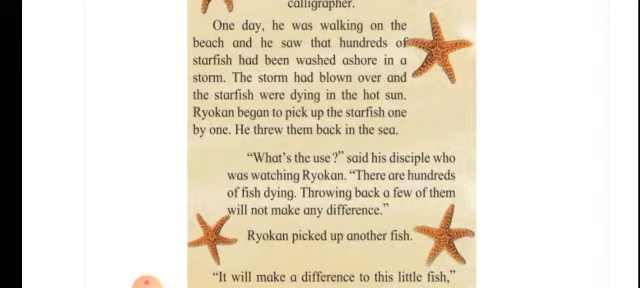 calligrapher.
One day, he was walking on the
beach and he saw that hundreds of
starfish had been washed ashore in a
storm. The storm had blown over and
the starfish were dying in the hot sun.
Ryokan began to pick up the starfish one
by one. He threw them back in the sea.
“What’s the use?” said his disciple who
was watching Ryokan. “There are hundreds
of fish dying. Throwing back a few of them
will not make any difference.”
Ryokan picked up another fish.
“It will make a difference to this little fish,”